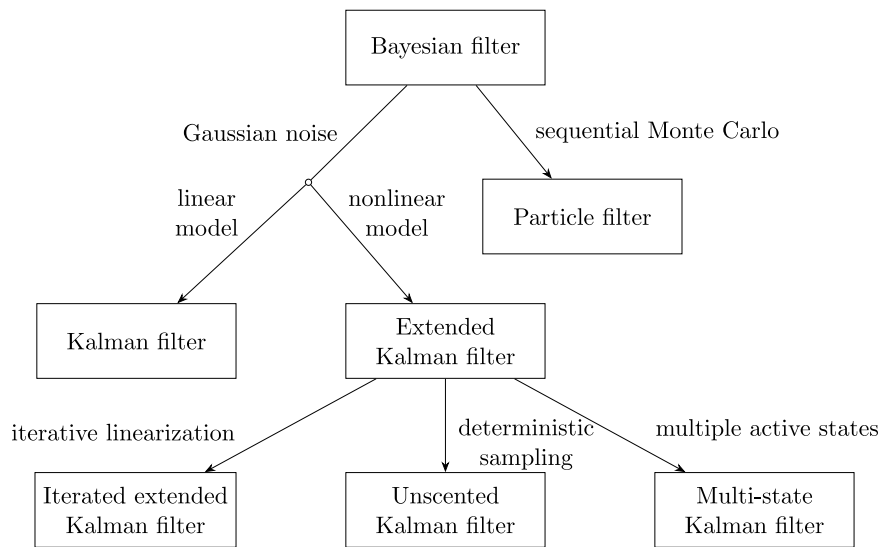 Bayesian filter
Gaussian noise
sequential Monte Carlo
linear
model
nonlinear
model
Particle filter
Kalman filter
Extended
Kalman filter
iterative linearization
deterministic
sampling
multiple active states
Iterated extended
Kalman filter
Unscented
Kalman filter
Multi-state
Kalman filter